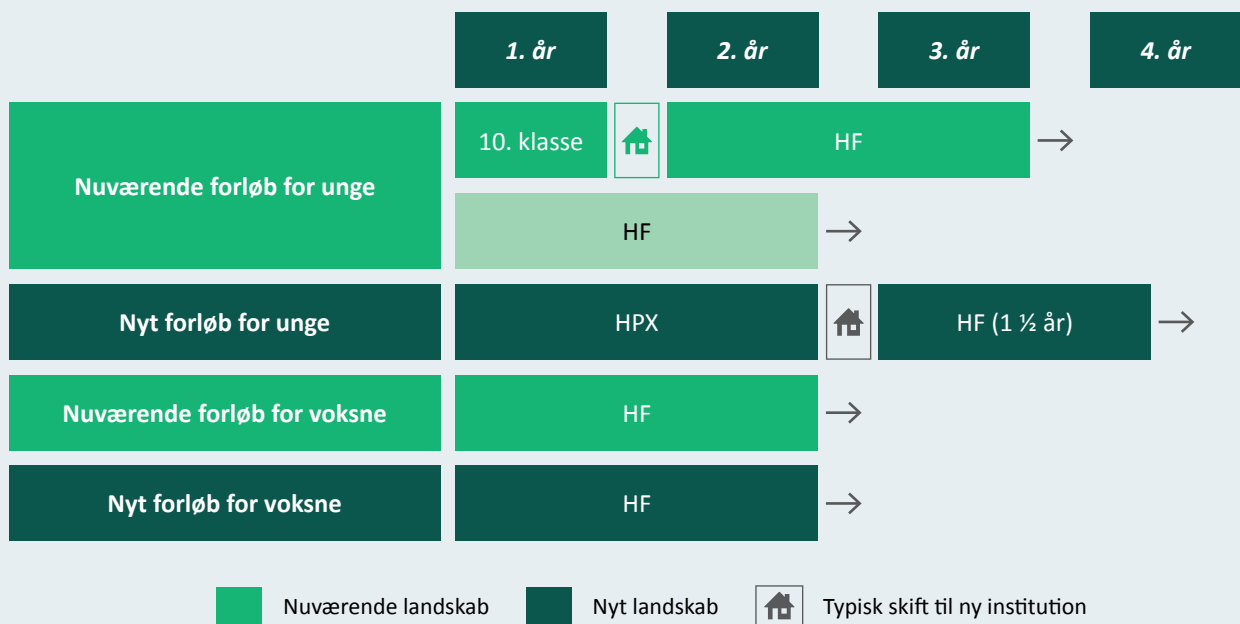 1. år
2. år
3. år
4. år
Nuværende forløb for unge
10. klasse
HF
HF
Nyt forløb for unge
HPX
HF (1 ½ år)
Nuværende forløb for voksne
HF
Nyt forløb for voksne
HF
Nuværende landskab
Nyt landskab
Typisk skift til ny institution